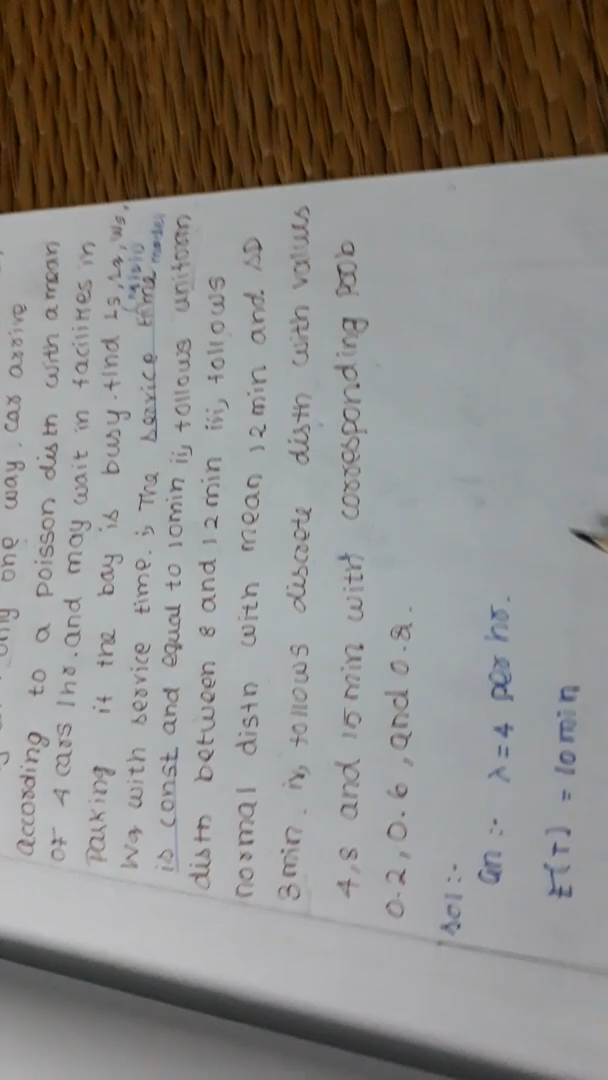 only one way. car arrive
according to a poisson distn with a mean
of 4 cars 1hr. and may wait in facilities in
Parking if the bay is busy. find Ls, Lq, Ws,
Wq with service time. i, The service time
is const and equal to 10min ii, follows uniform
distn between 8 and 12 min iii, follows
normal distn with mean 12 min and SD
3 min. iv, follows discrete distn with values
4, 8 and 15 min with corresponding prob
0.2, 0.6, and 0.2.
Sol :-
Gn :- λ = 4 per hr.
E(T) = 10min